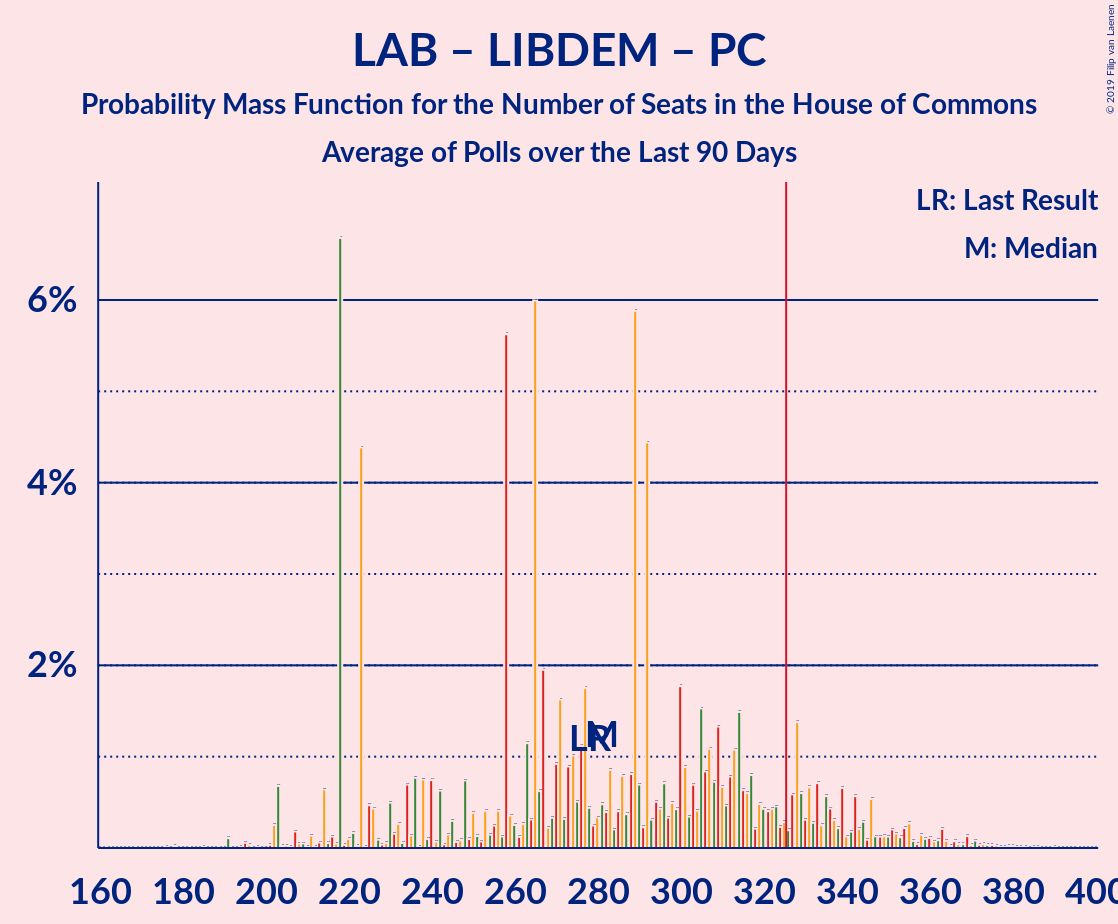 LAB – LIBDEM – PC
Probability Mass Function for the Number of Seats in the House of Commons
Average of Polls over the Last 90 Days
© 2019 Filip van Laenen
LR: Last Result
M: Median
6%
4%
2%
LR
M
160 180 200 220 240 260 280 300 320 340 360 380 400